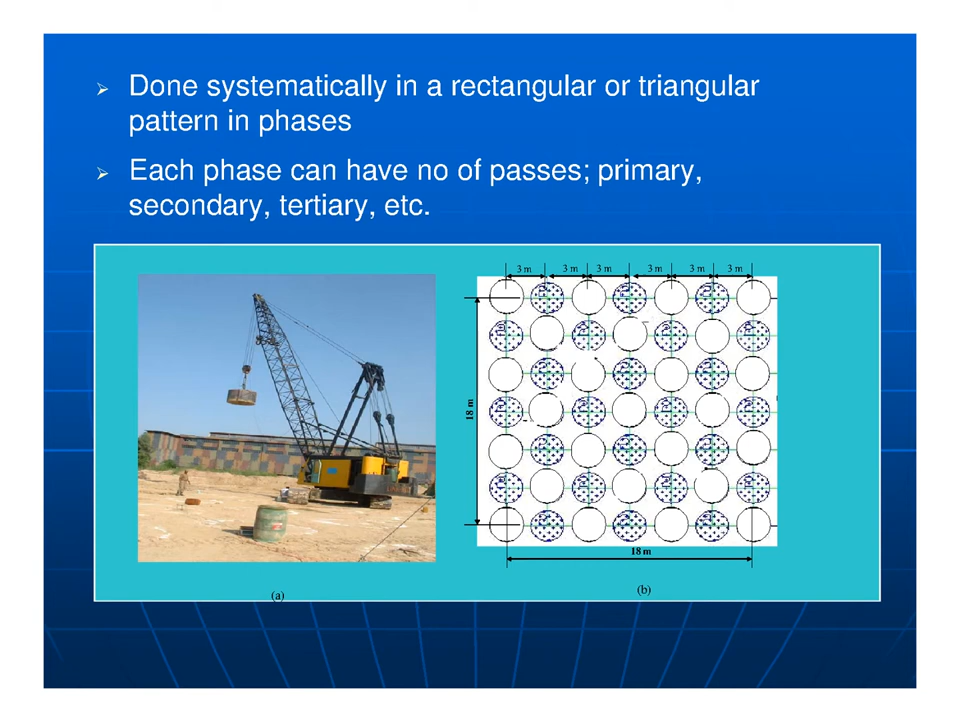 Done systematically in a rectangular or triangular
pattern in phases
Each phase can have no of passes; primary,
secondary, tertiary, etc.
3 m 3 m 3 m 3 m 3 m 3 m
18 m
18 m
(a)
(b)